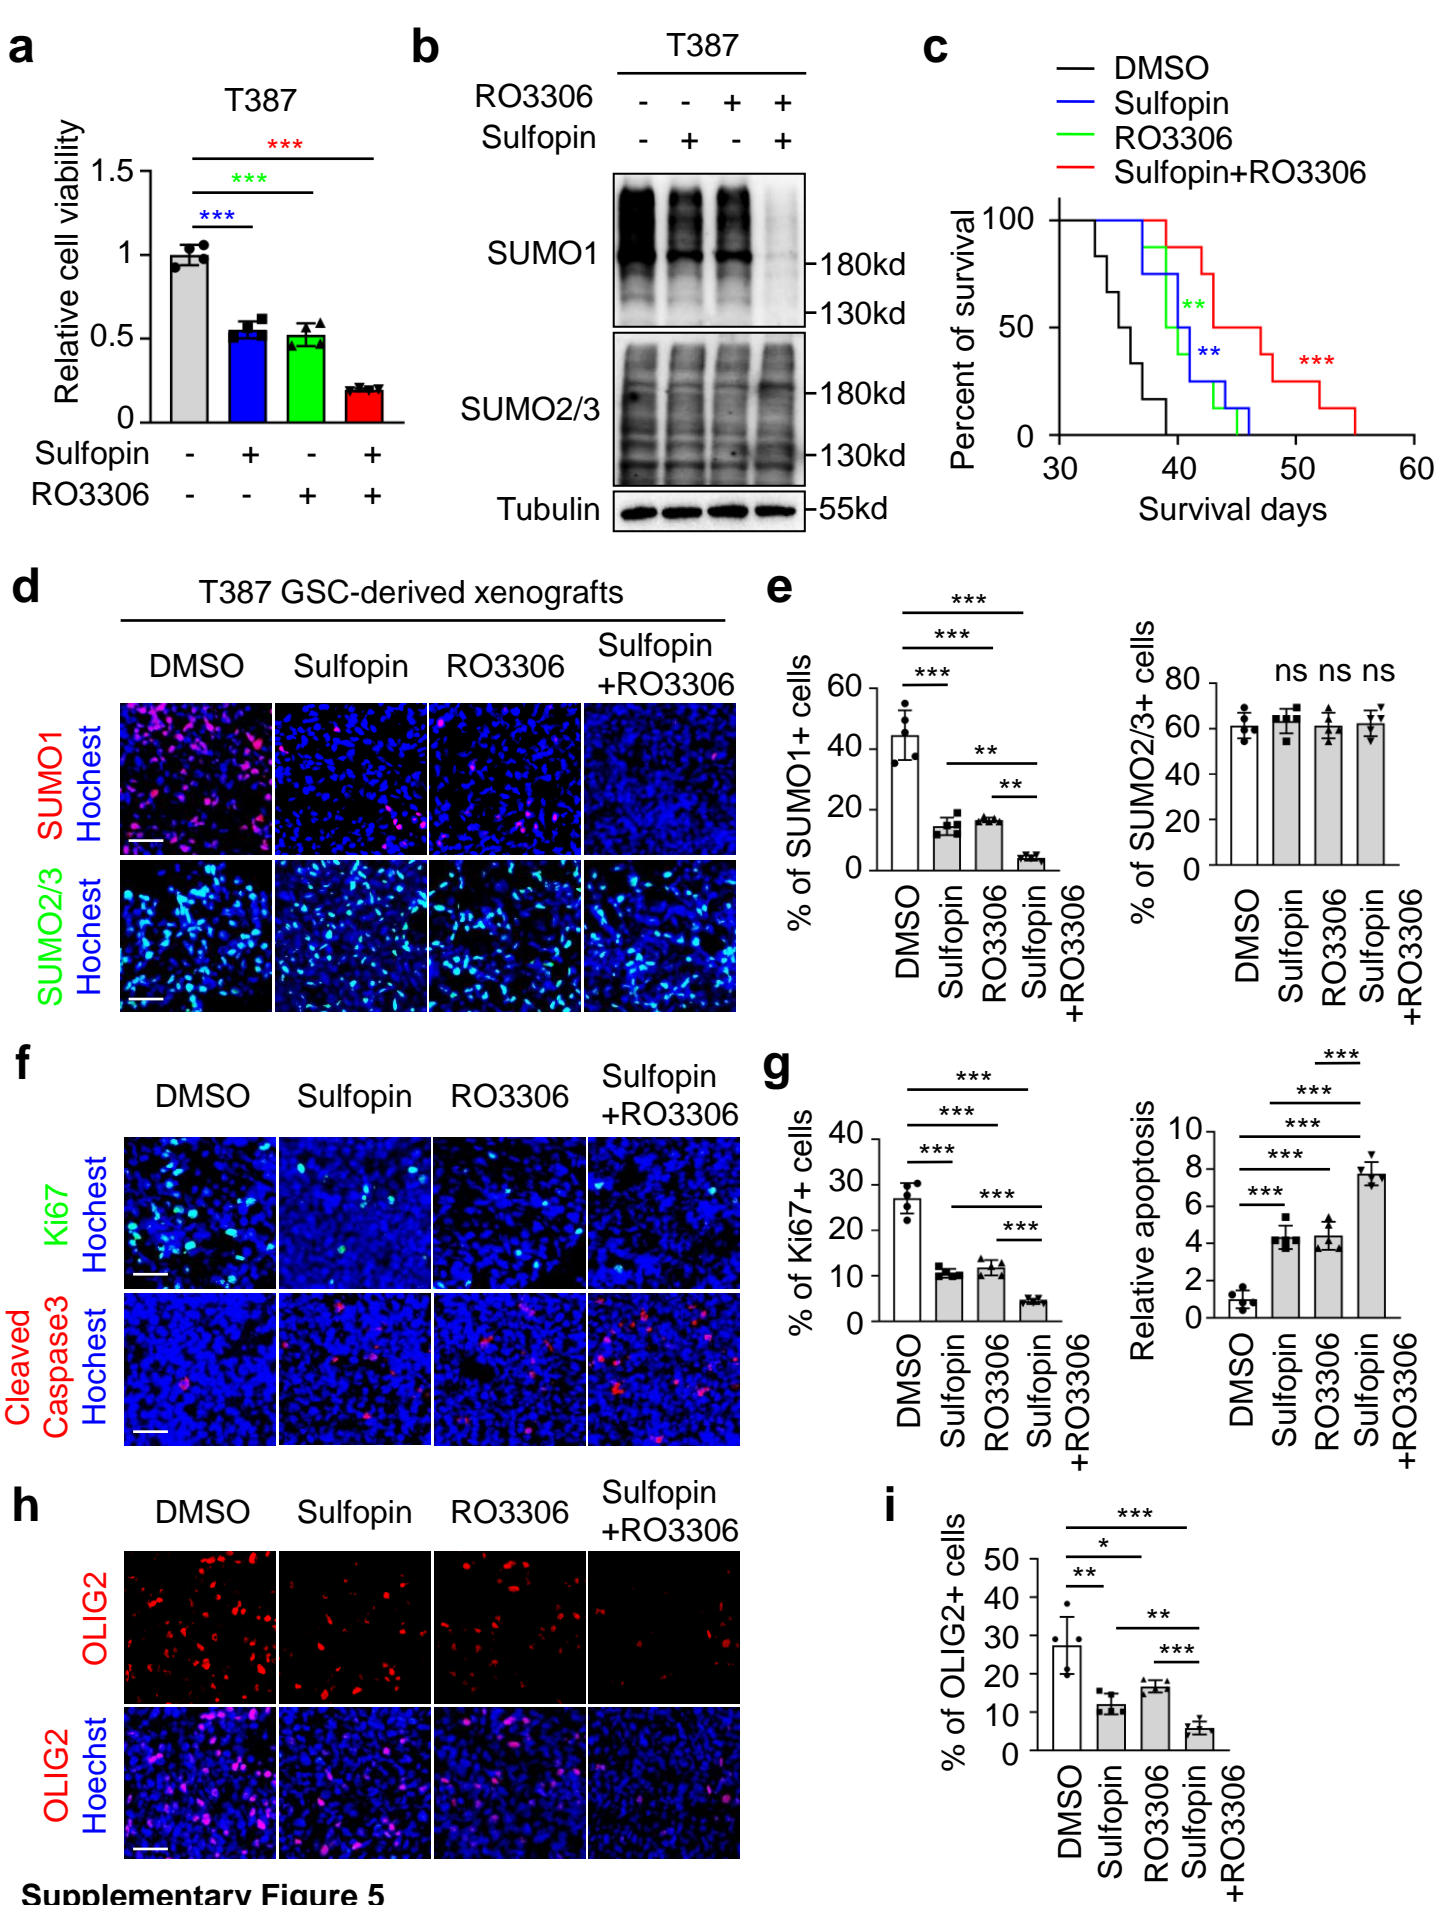 a
T387
***
***
***
Relative cell viability
1.5
1
0.5
0
Sulfopin - + - +
RO3306 - - + +
b
T387
RO3306 - - + +
Sulfopin - + - +
SUMO1
180kd
130kd
SUMO2/3
180kd
130kd
Tubulin
55kd
c
DMSO
Sulfopin
RO3306
Sulfopin+RO3306
Percent of survival
100
50
0
**
**
***
30 40 50 60
Survival days
d
T387 GSC-derived xenografts
DMSO Sulfopin RO3306 Sulfopin
+RO3306
SUMO1
Hochest
SUMO2/3
Hochest
e
% of SUMO1+ cells
60
40
20
0
***
***
***
**
**
DMSO
Sulfopin
RO3306
Sulfopin
+RO3306
% of SUMO2/3+ cells
80
60
40
20
0
ns ns ns
DMSO
Sulfopin
RO3306
Sulfopin
+RO3306
f
DMSO Sulfopin RO3306 Sulfopin
+RO3306
Ki67
Hochest
Cleaved
Caspase3
Hochest
g
% of Ki67+ cells
40
30
20
10
0
***
***
***
***
***
DMSO
Sulfopin
RO3306
Sulfopin
+RO3306
Relative apoptosis
10
8
6
4
2
0
***
***
***
***
***
DMSO
Sulfopin
RO3306
Sulfopin
+RO3306
h
DMSO Sulfopin RO3306 Sulfopin
+RO3306
OLIG2
OLIG2
Hoechst
i
% of OLIG2+ cells
50
40
30
20
10
0
***
*
**
**
***
DMSO
Sulfopin
RO3306
Sulfopin
+RO3306
Supplementary Figure 5